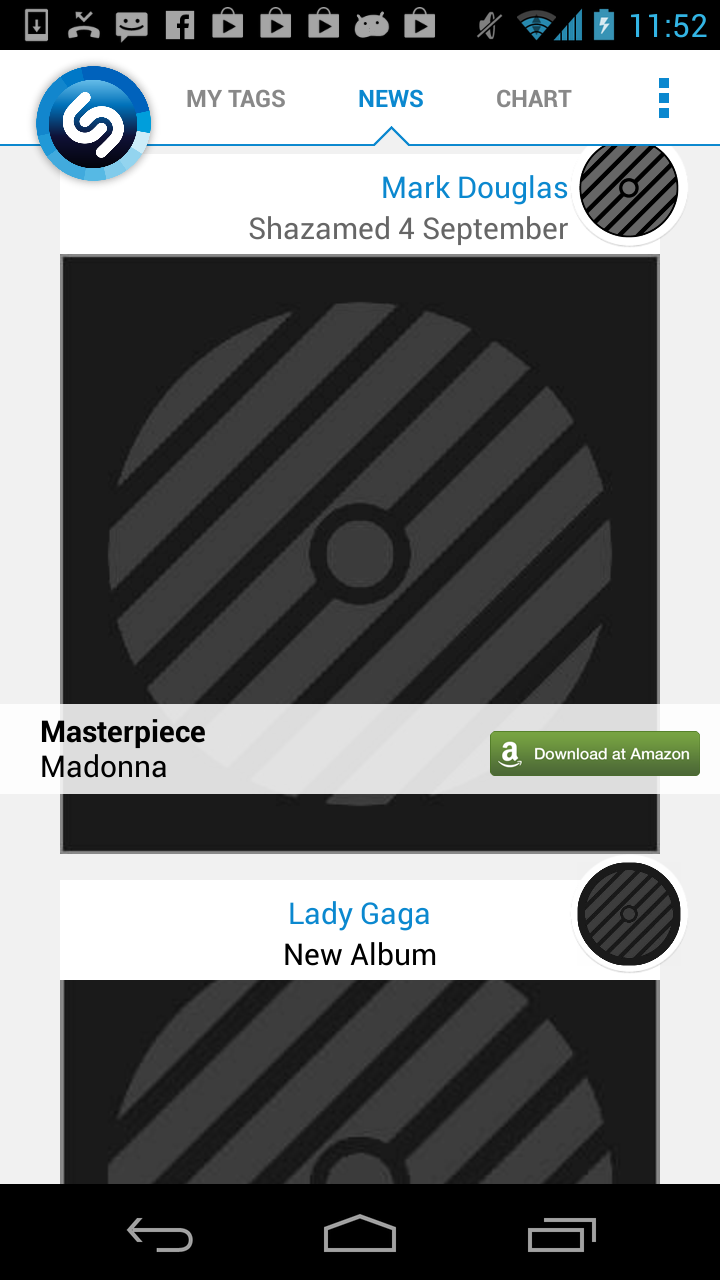 11:52
MY TAGS
NEWS
CHART
Mark Douglas
Shazamed 4 September
Masterpiece
Madonna
Download at Amazon
Lady Gaga
New Album